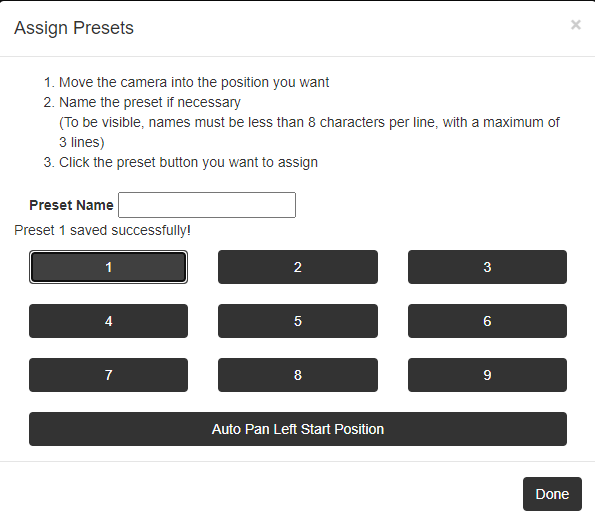 Assign Presets
×
1. Move the camera into the position you want
2. Name the preset if necessary
(To be visible, names must be less than 8 characters per line, with a maximum of
3 lines)
3. Click the preset button you want to assign
Preset Name
Preset 1 saved successfully!
1 2 3
4 5 6
7 8 9
Auto Pan Left Start Position
Done